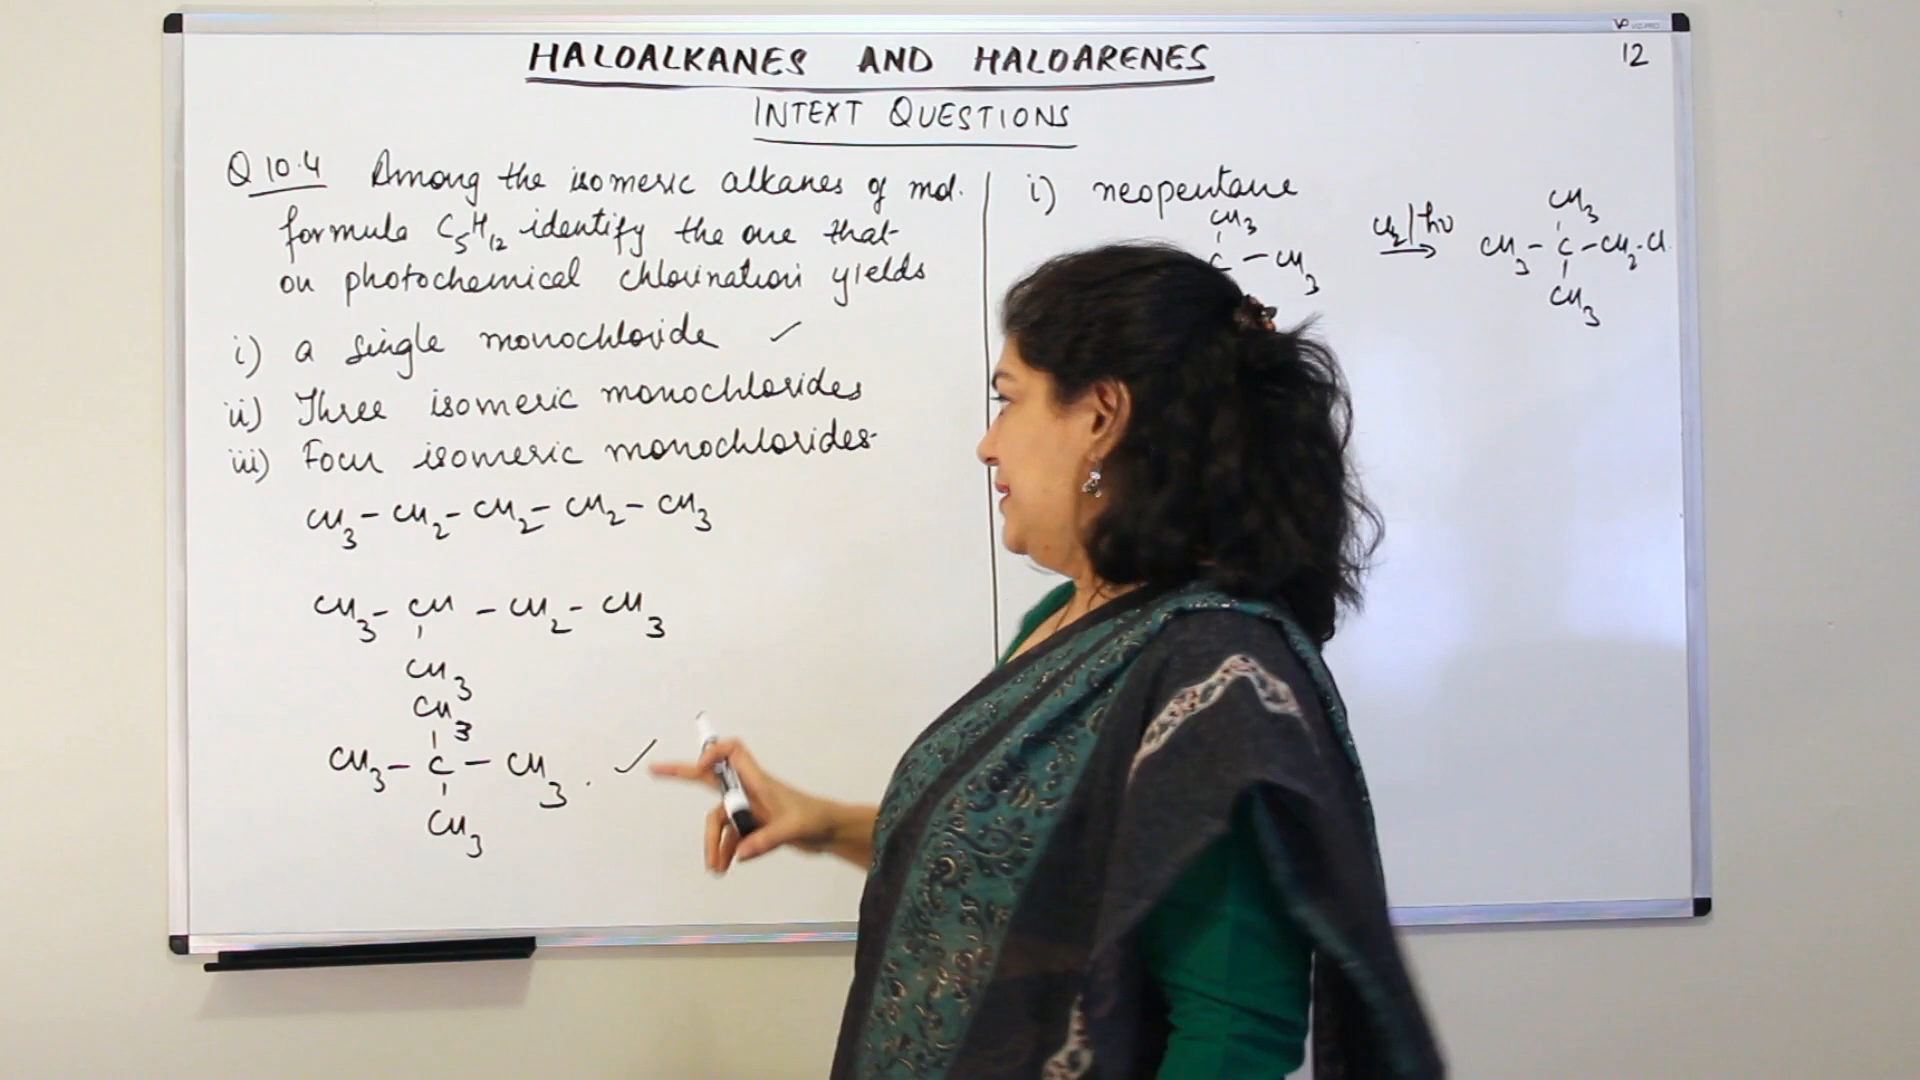 HALOALKANES AND HALOARENES
12
INTEXT QUESTIONS
Q 10.4 Among the isomeric alkanes of mol.
formula C5H12 identify the one that
on photochemical chlorination yields
i) a single monochloride ✓
ii) Three isomeric monochlorides
iii) Four isomeric monochlorides.
CH3 – CH2 – CH2 – CH2 – CH3
CH3 – CH – CH2 – CH3
CH3
CH3
CH3 – C – CH3 . ✓
CH3
i) neopentane
CH3
C – CH3
Cl2/hν
CH3
CH3 – C – CH2-Cl
CH3